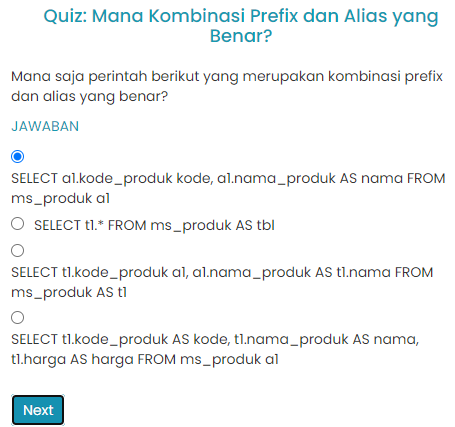 Quiz: Mana Kombinasi Prefix dan Alias yang
Benar?
Mana saja perintah berikut yang merupakan kombinasi prefix
dan alias yang benar?
JAWABAN
SELECT a1.kode_produk kode, a1.nama_produk AS nama FROM
ms_produk a1
SELECT t1.* FROM ms_produk AS tbl
SELECT t1.kode_produk a1, a1.nama_produk AS t1.nama FROM
ms_produk AS t1
SELECT t1.kode_produk AS kode, t1.nama_produk AS nama,
t1.harga AS harga FROM ms_produk a1
Next